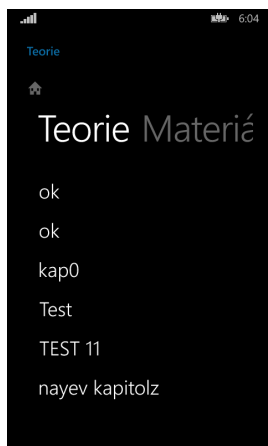 6:04
Teorie
Teorie Materiá
ok
ok
kap0
Test
TEST 11
nayev kapitolz